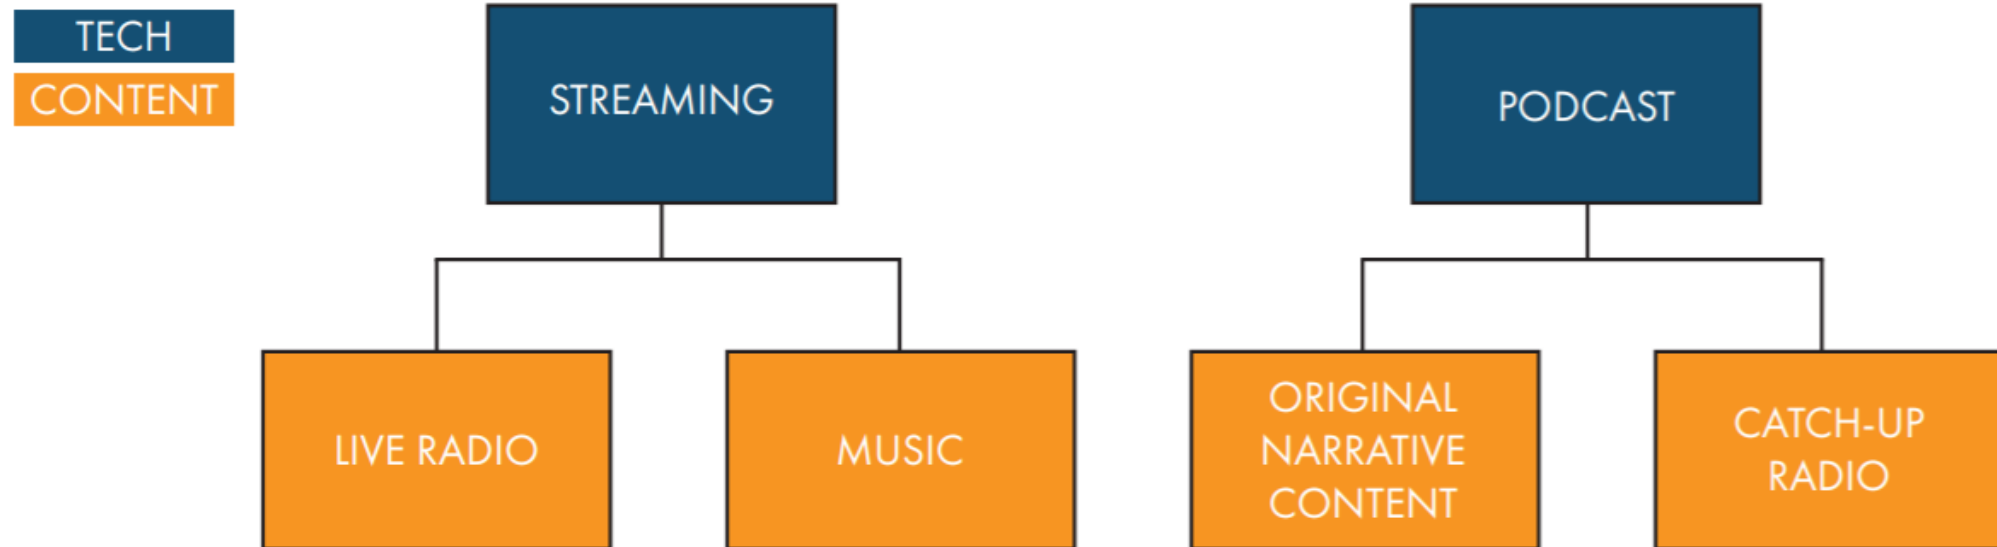 TECH
CONTENT
STREAMING
PODCAST
LIVE RADIO
MUSIC
ORIGINAL
NARRATIVE
CONTENT
CATCH-UP
RADIO